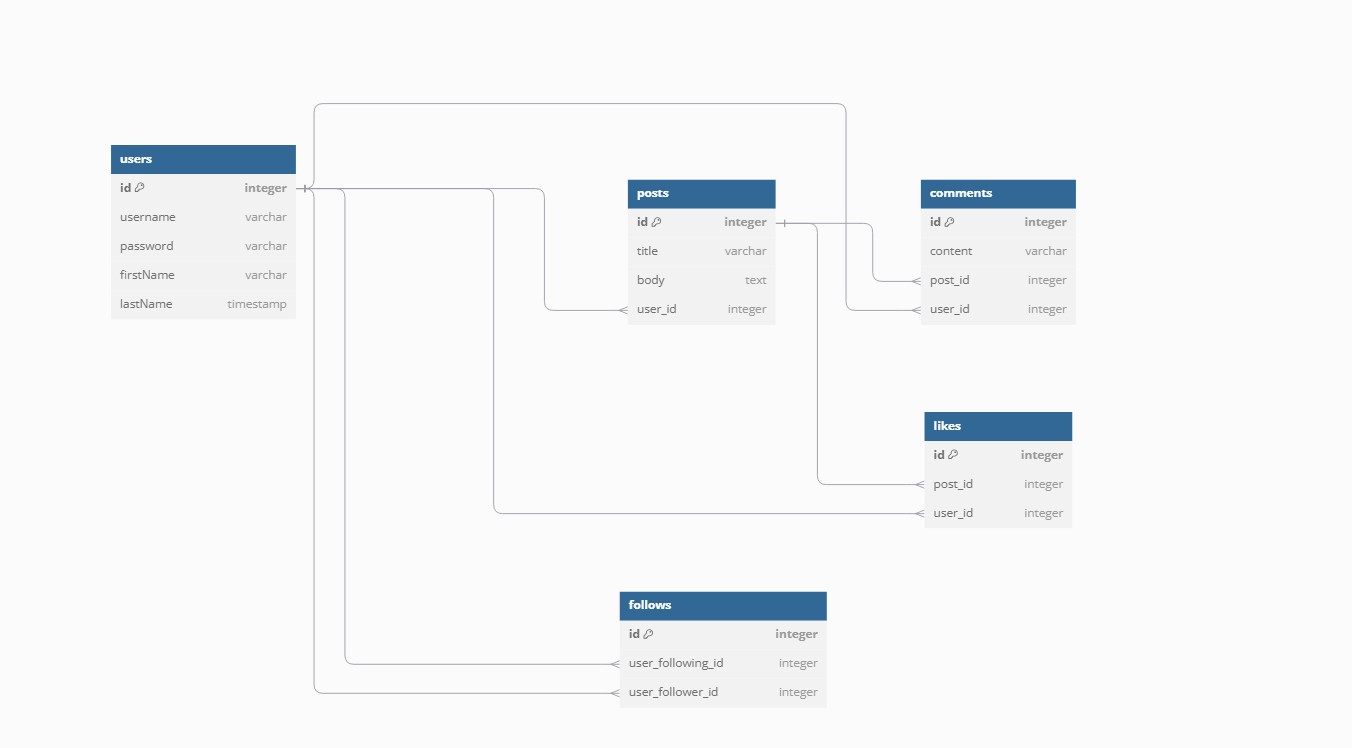 users
id integer
username varchar
password varchar
firstName varchar
lastName timestamp
posts
id integer
title varchar
body text
user_id integer
comments
id integer
content varchar
post_id integer
user_id integer
likes
id integer
post_id integer
user_id integer
follows
id integer
user_following_id integer
user_follower_id integer